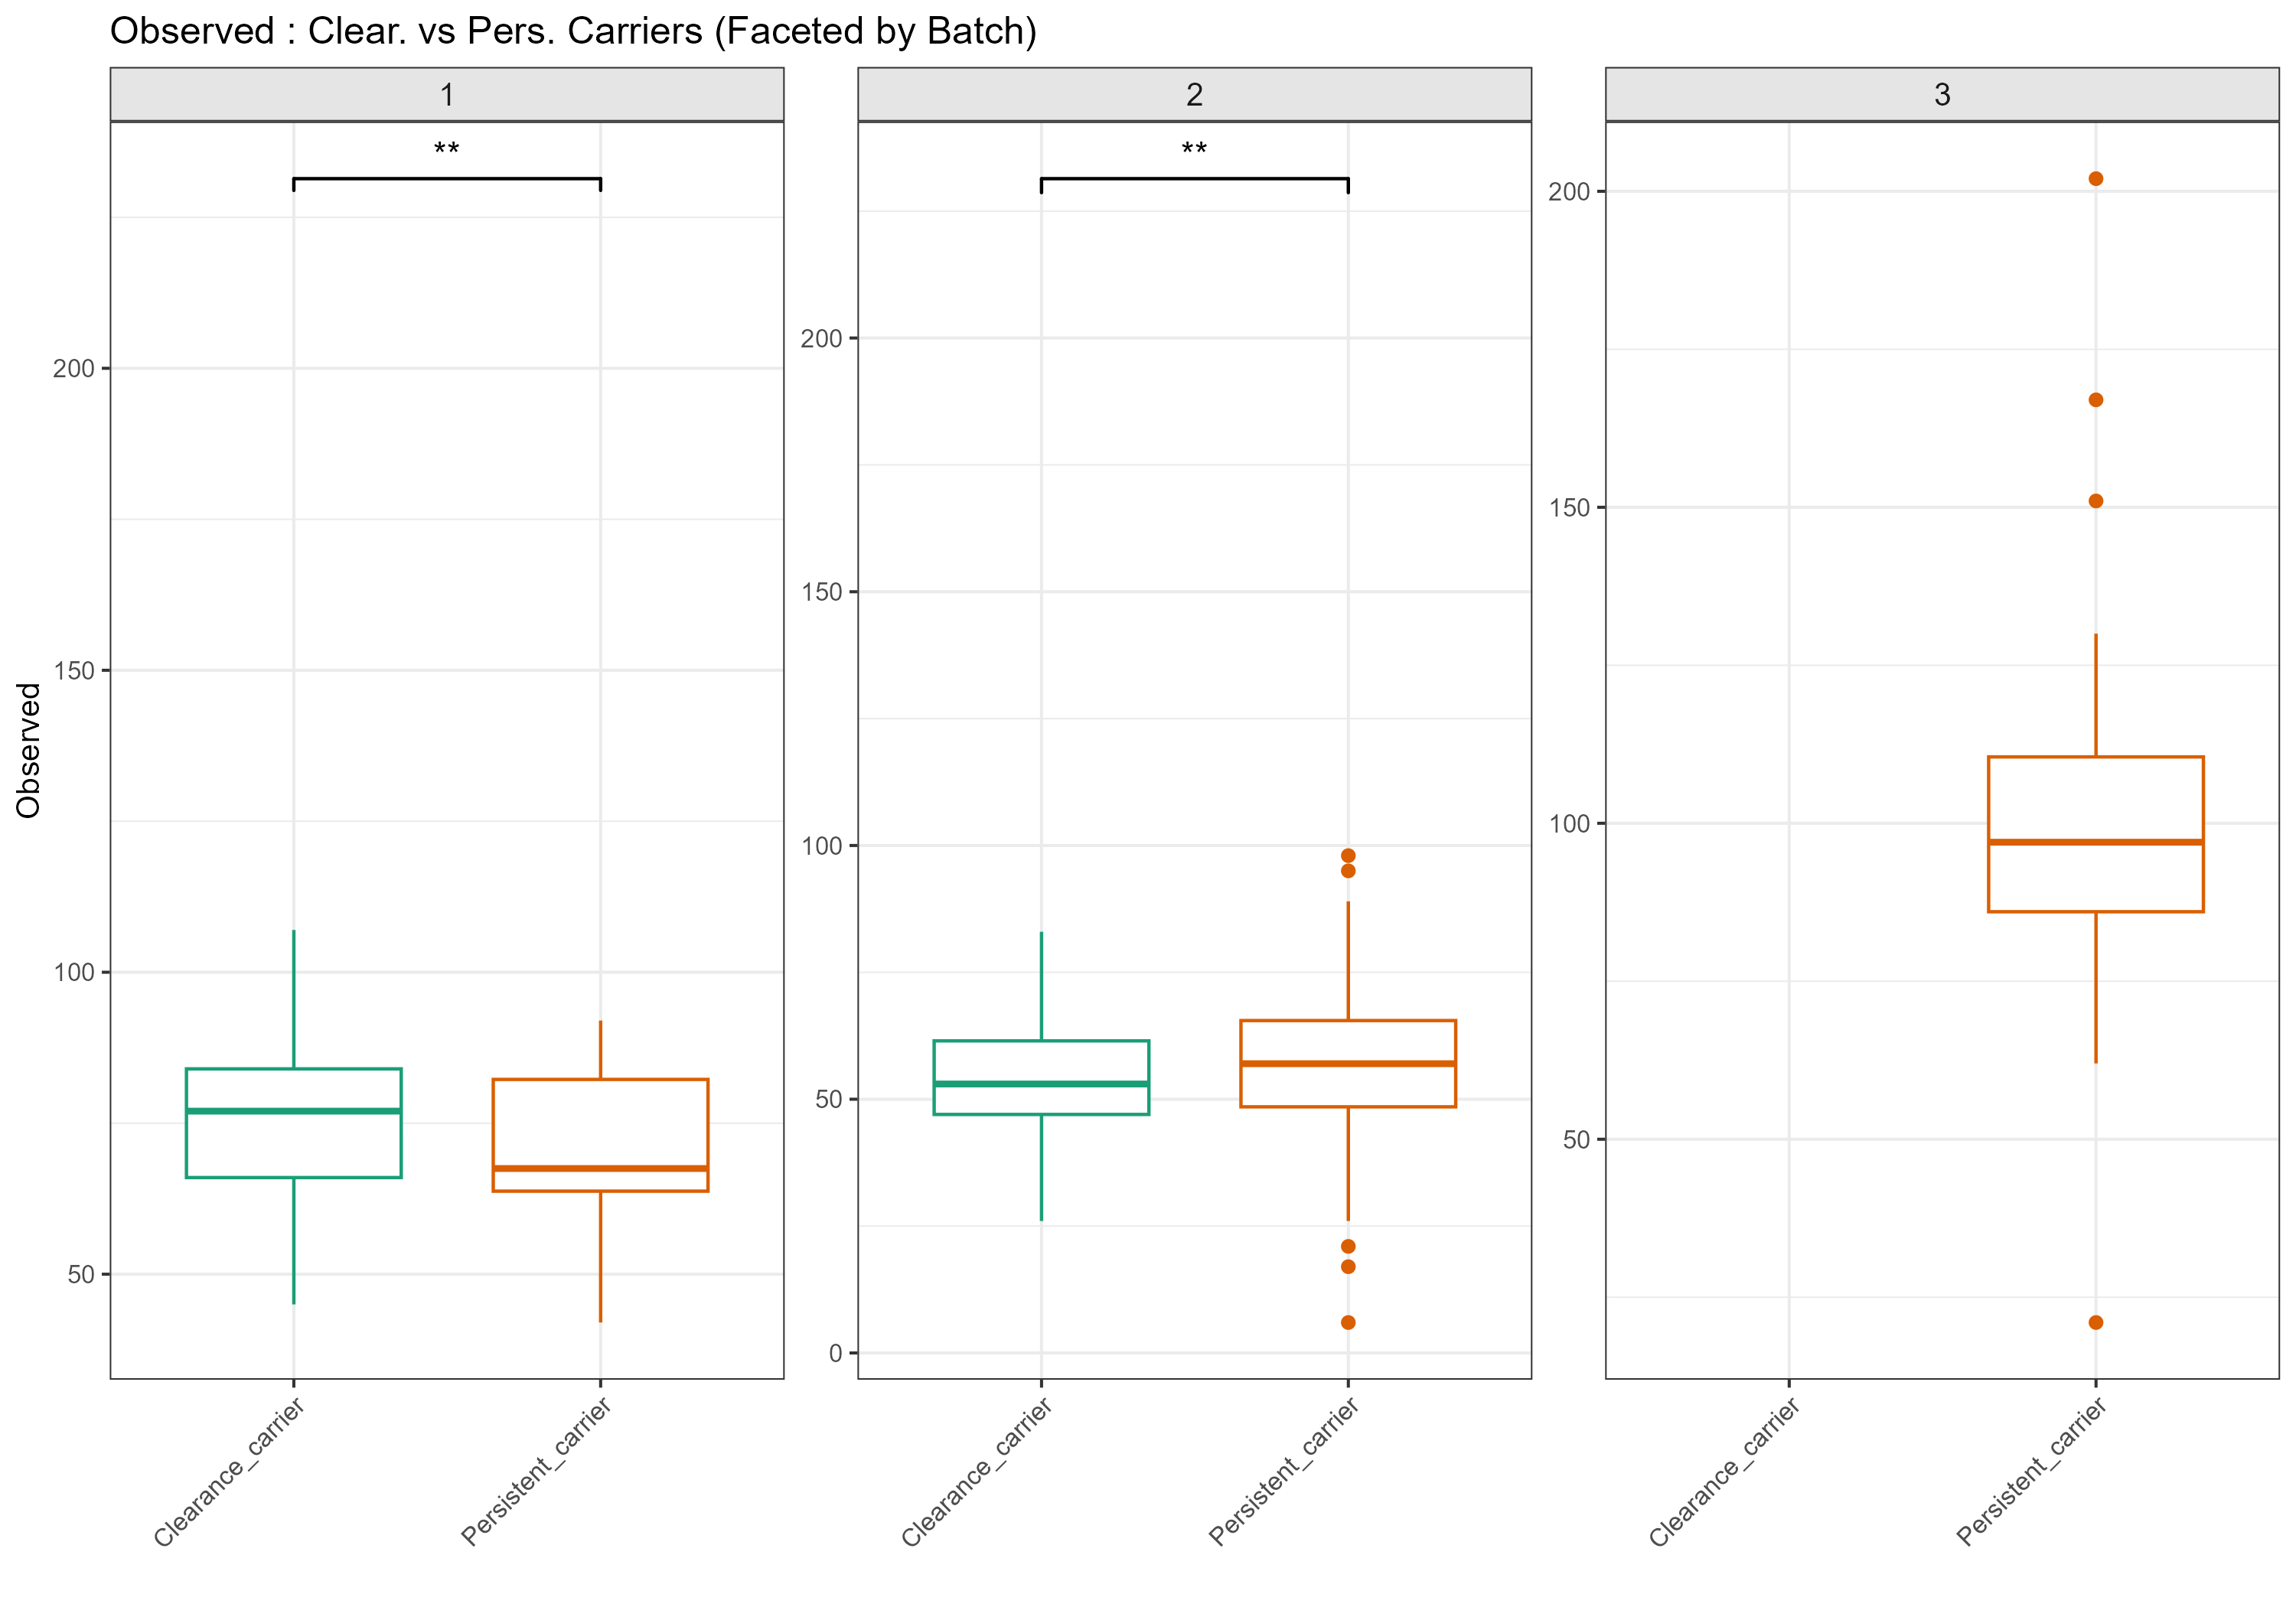 Observed : Clear. vs Pers. Carriers (Faceted by Batch)
1
2
3
**
**
Observed
200
150
100
50
200
150
100
50
0
200
150
100
50
Clearance_carrier
Persistent_carrier
Clearance_carrier
Persistent_carrier
Clearance_carrier
Persistent_carrier